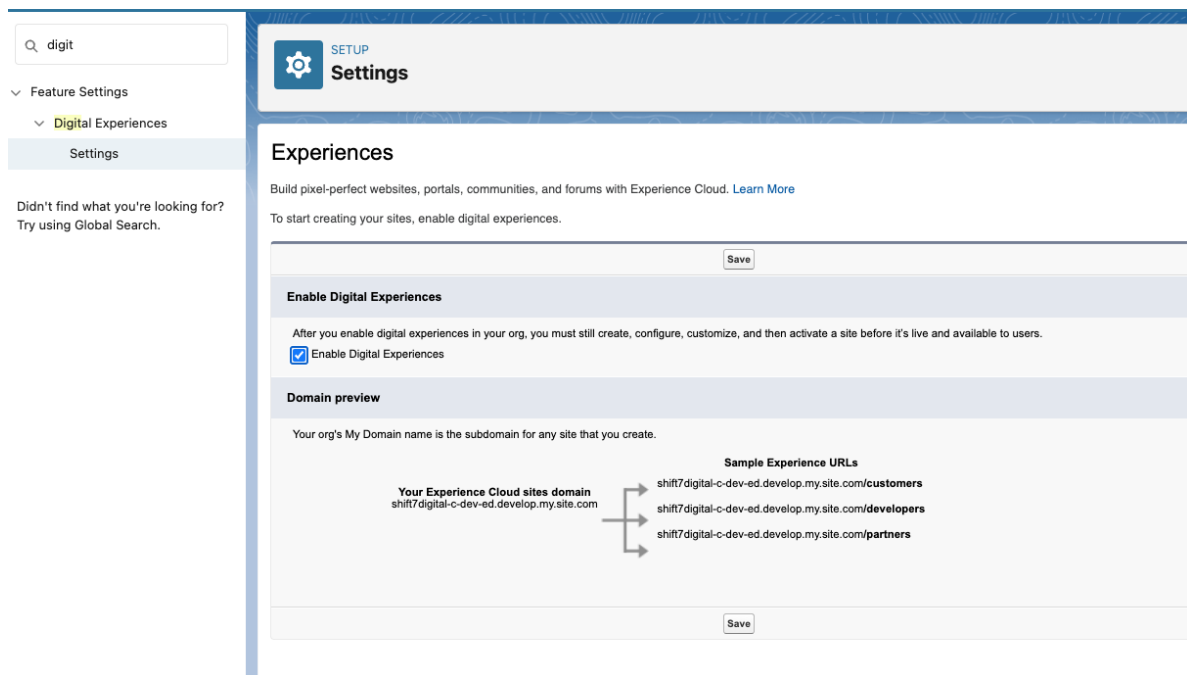 digit
Feature Settings
Digital Experiences
Settings
Didn't find what you're looking for?
Try using Global Search.
SETUP
Settings
Experiences
Build pixel-perfect websites, portals, communities, and forums with Experience Cloud. Learn More
To start creating your sites, enable digital experiences.
Save
Enable Digital Experiences
After you enable digital experiences in your org, you must still create, configure, customize, and then activate a site before it's live and available to users.
Enable Digital Experiences
Domain preview
Your org's My Domain name is the subdomain for any site that you create.
Your Experience Cloud sites domain
shift7digital-c-dev-ed.develop.my.site.com
Sample Experience URLs
shift7digital-c-dev-ed.develop.my.site.com/customers
shift7digital-c-dev-ed.develop.my.site.com/developers
shift7digital-c-dev-ed.develop.my.site.com/partners
Save